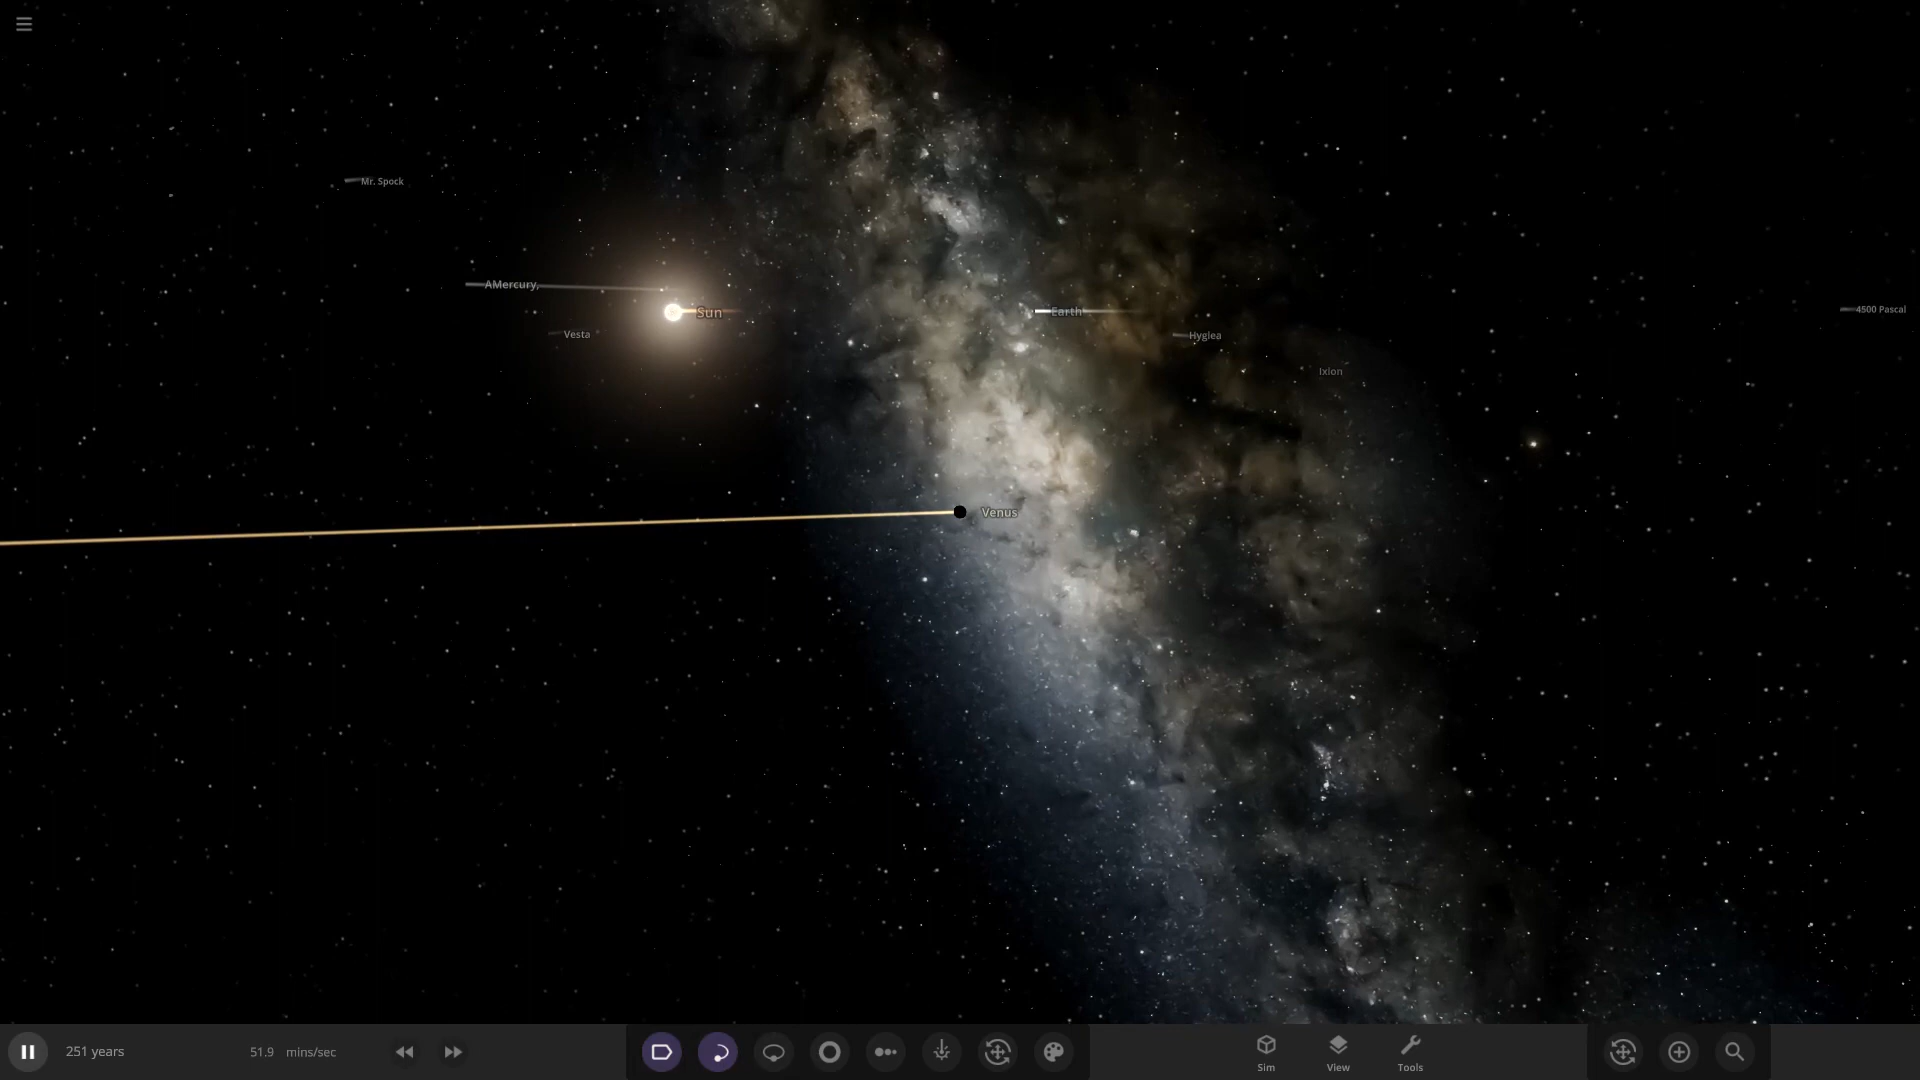 Mr. Spock
AMercury,
Sun
Earth
4500 Pascal
Vesta
Hygiea
Ixion
Venus
251 years
51.9 mins/sec
Sim
View
Tools